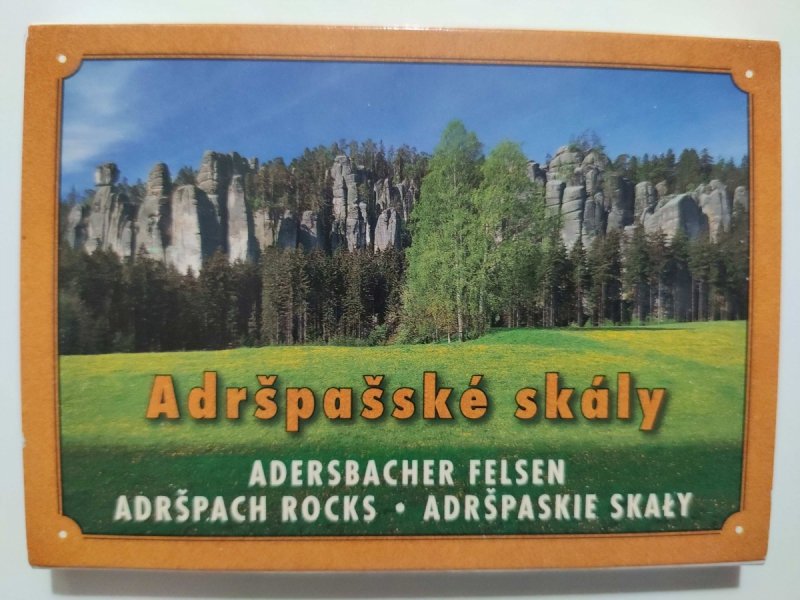 Adršpašské skály
ADERSBACHER FELSEN
ADRŠPACH ROCKS • ADRŠPASKIE SKAŁY